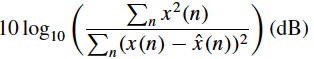 10 log₁₀ ( ∑ₙ x²(n) / ∑ₙ (x(n) − x̂(n))² ) (dB)